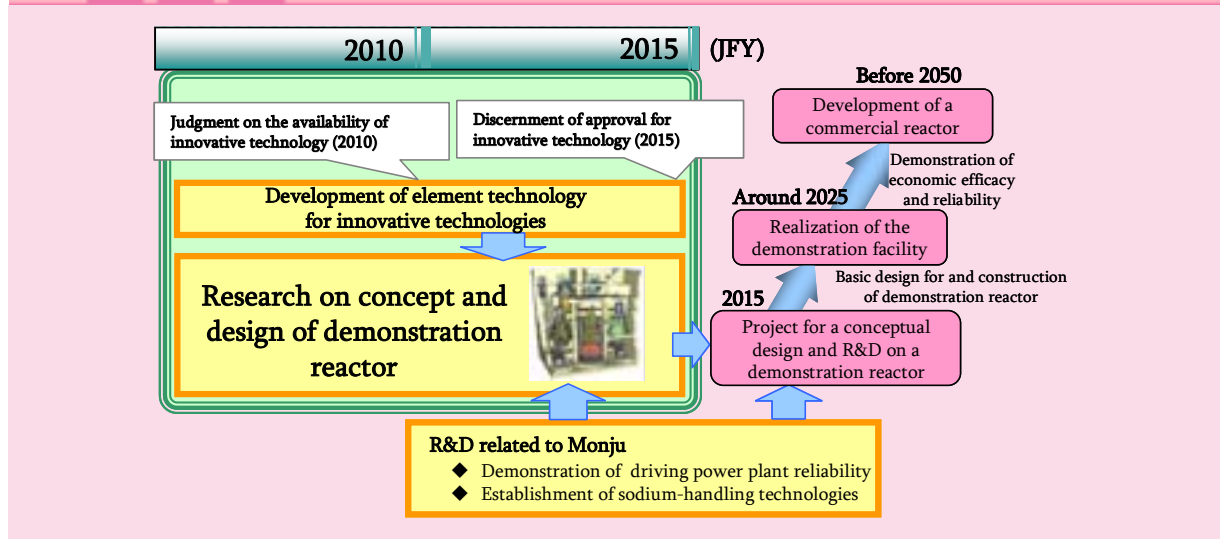 2010
2015
(JFY)
Judgment on the availability of
innovative technology (2010)
Discernment of approval for
innovative technology (2015)
Development of element technology
for innovative technologies
Research on concept and
design of demonstration
reactor
Before 2050
Development of a
commercial reactor
Demonstration of
economic efficacy
and reliability
Around 2025
Realization of the
demonstration facility
Basic design for and construction
of demonstration reactor
2015
Project for a conceptual
design and R&D on a
demonstration reactor
R&D related to Monju
◆ Demonstration of driving power plant reliability
◆ Establishment of sodium-handling technologies